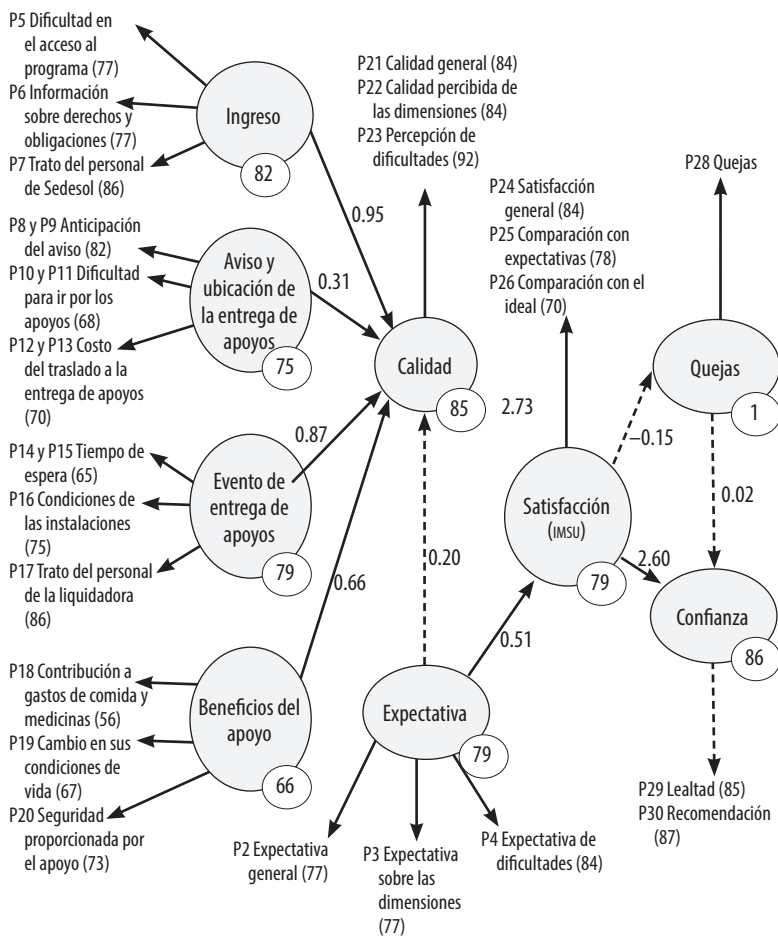 P5 Dificultad en
el acceso al
programa (77)
P6 Información
sobre derechos y
obligaciones (77)
P7 Trato del personal
de Sedesol (86)
Ingreso
82
0.95
P8 y P9 Anticipación
del aviso (82)
P10 y P11 Dificultad
para ir por los
apoyos (68)
P12 y P13 Costo
del traslado a la
entrega de apoyos
(70)
Aviso y
ubicación de
la entrega de
apoyos
75
0.31
P14 y P15 Tiempo de
espera (65)
P16 Condiciones de
las instalaciones
(75)
P17 Trato del personal
de la liquidadora
(86)
Evento de
entrega de
apoyos
79
0.87
P18 Contribución a
gastos de comida y
medicinas (56)
P19 Cambio en sus
condiciones de
vida (67)
P20 Seguridad
proporcionada por
el apoyo (73)
Beneficios del
apoyo
66
0.66
P21 Calidad general (84)
P22 Calidad percibida de
las dimensiones (84)
P23 Percepción de
dificultades (92)
Calidad
85
2.73
0.20
Expectativa
79
0.51
P2 Expectativa
general (77)
P3 Expectativa
sobre las
dimensiones
(77)
P4 Expectativa de
dificultades (84)
P24 Satisfacción
general (84)
P25 Comparación con
expectativas (78)
P26 Comparación con el
ideal (70)
Satisfacción
(IMSU)
79
–0.15
2.60
P28 Quejas
Quejas
1
0.02
Confianza
86
P29 Lealtad (85)
P30 Recomendación
(87)